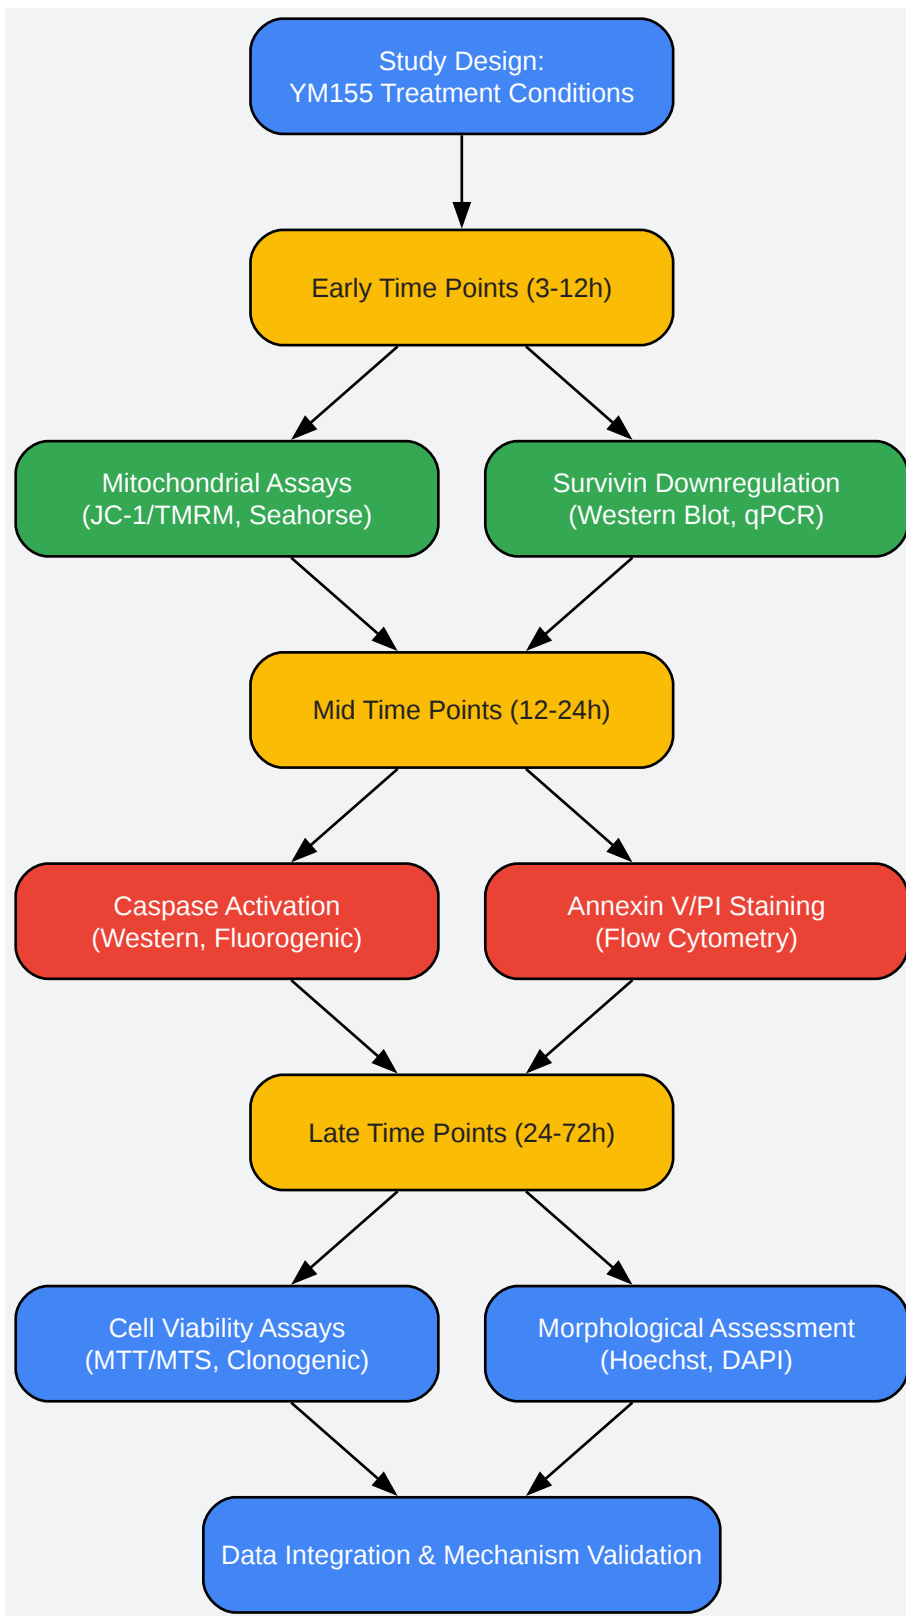 Study Design:
YM155 Treatment Conditions
Early Time Points (3-12h)
Mitochondrial Assays
(JC-1/TMRM, Seahorse)
Survivin Downregulation
(Western Blot, qPCR)
Mid Time Points (12-24h)
Caspase Activation
(Western, Fluorogenic)
Annexin V/PI Staining
(Flow Cytometry)
Late Time Points (24-72h)
Cell Viability Assays
(MTT/MTS, Clonogenic)
Morphological Assessment
(Hoechst, DAPI)
Data Integration & Mechanism Validation